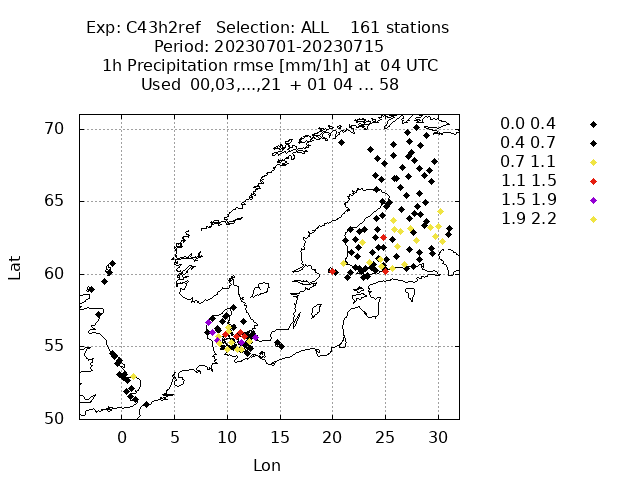 Exp: C43h2ref   Selection: ALL    161 stations
Period: 20230701-20230715
1h Precipitation rmse [mm/1h] at  04 UTC
Used  00,03,...,21  + 01 04 ... 58
70
65
60
55
50
Lat
0 5 10 15 20 25 30
Lon
0.0 0.4
0.4 0.7
0.7 1.1
1.1 1.5
1.5 1.9
1.9 2.2